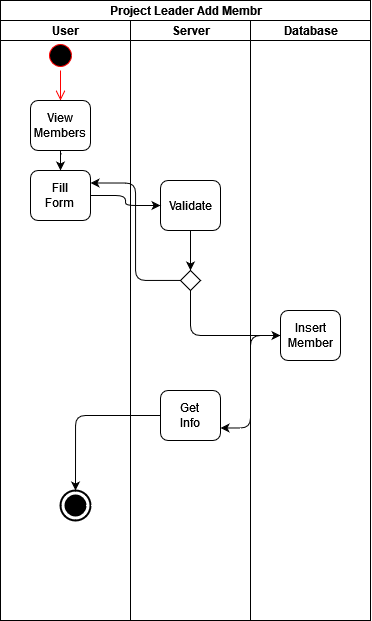 Project Leader Add Membr
User Server Database
View
Members
Fill
Form
Validate
Insert
Member
Get
Info